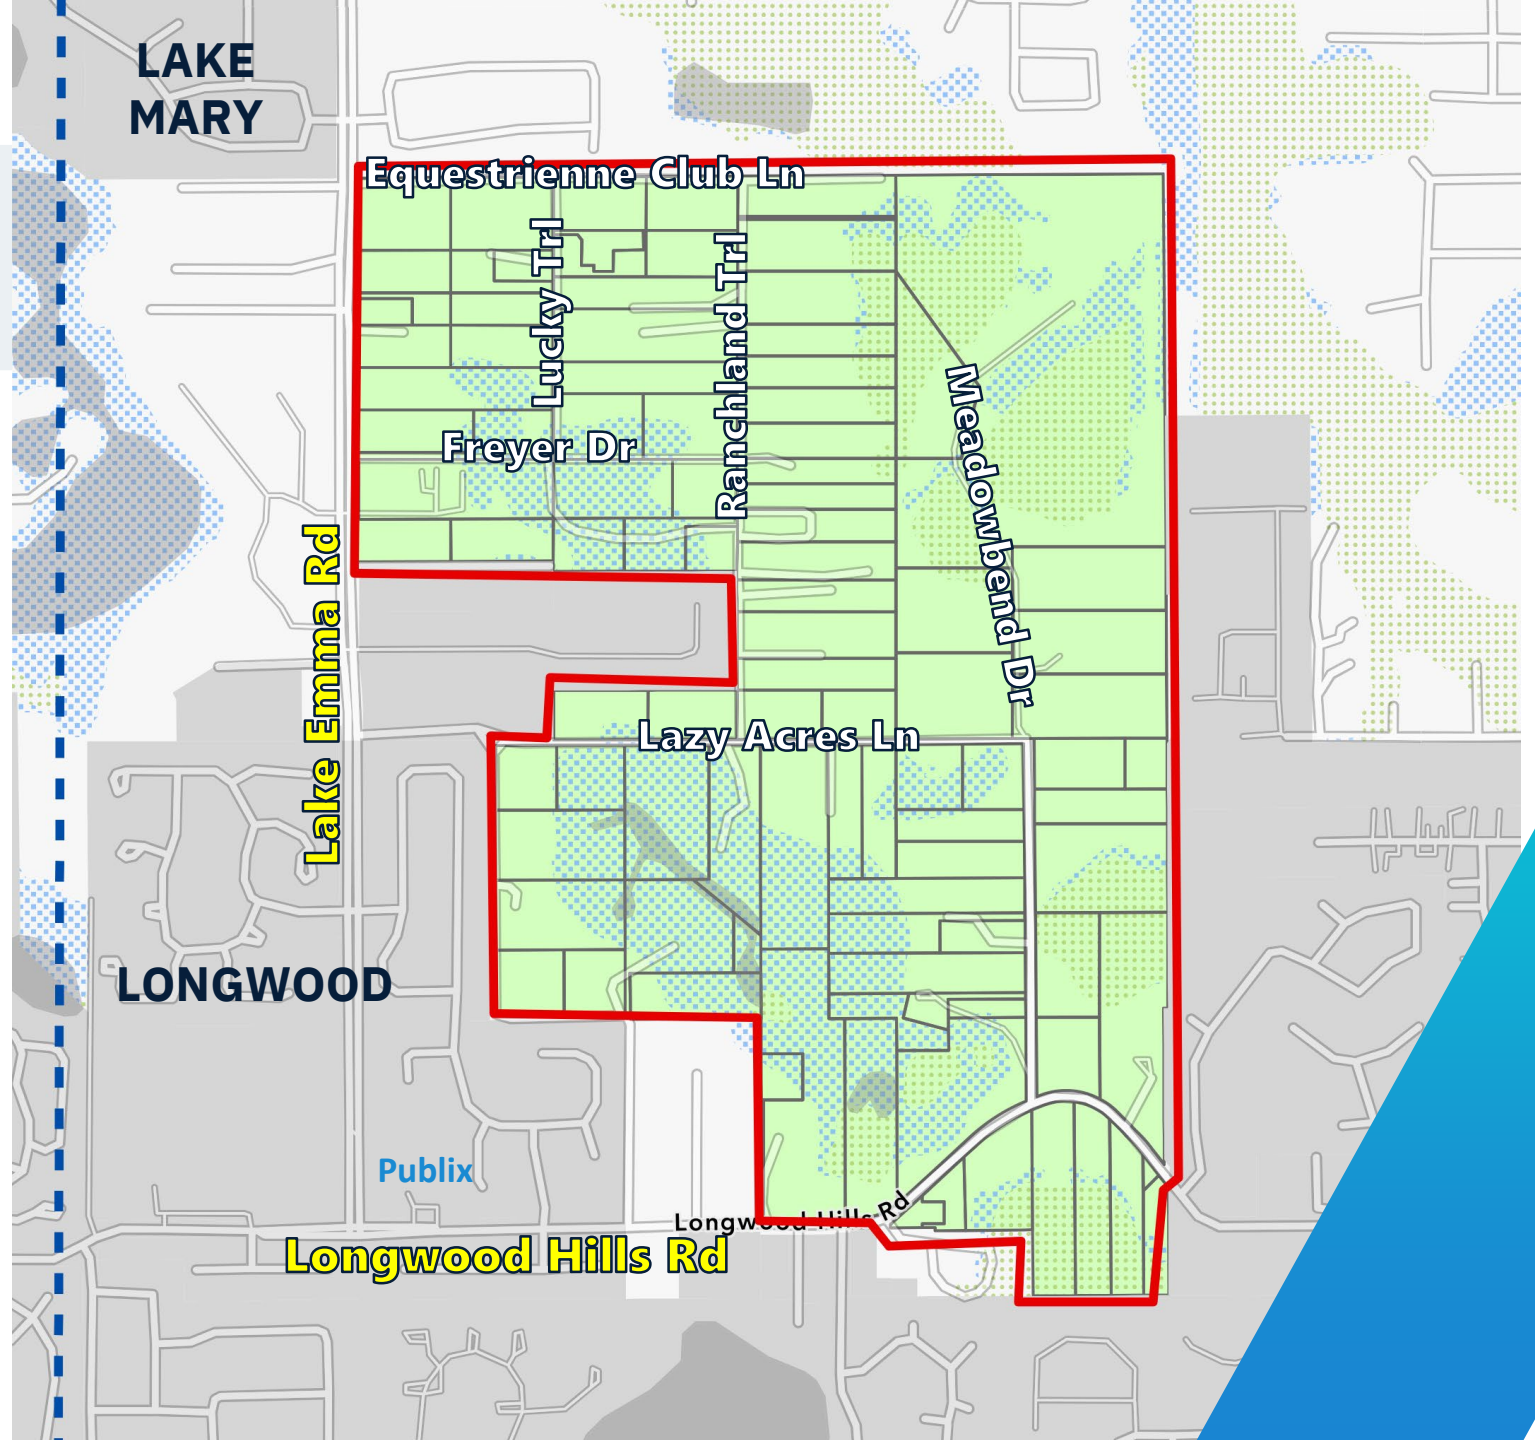 LAKE
MARY
Equestrienne Club Ln
Lucky Trl
Ranchland Trl
Meadowbend Dr
Freyer Dr
Lake Emma Rd
Lazy Acres Ln
LONGWOOD
Publix
Longwood Hills Rd
Longwood Hills Rd